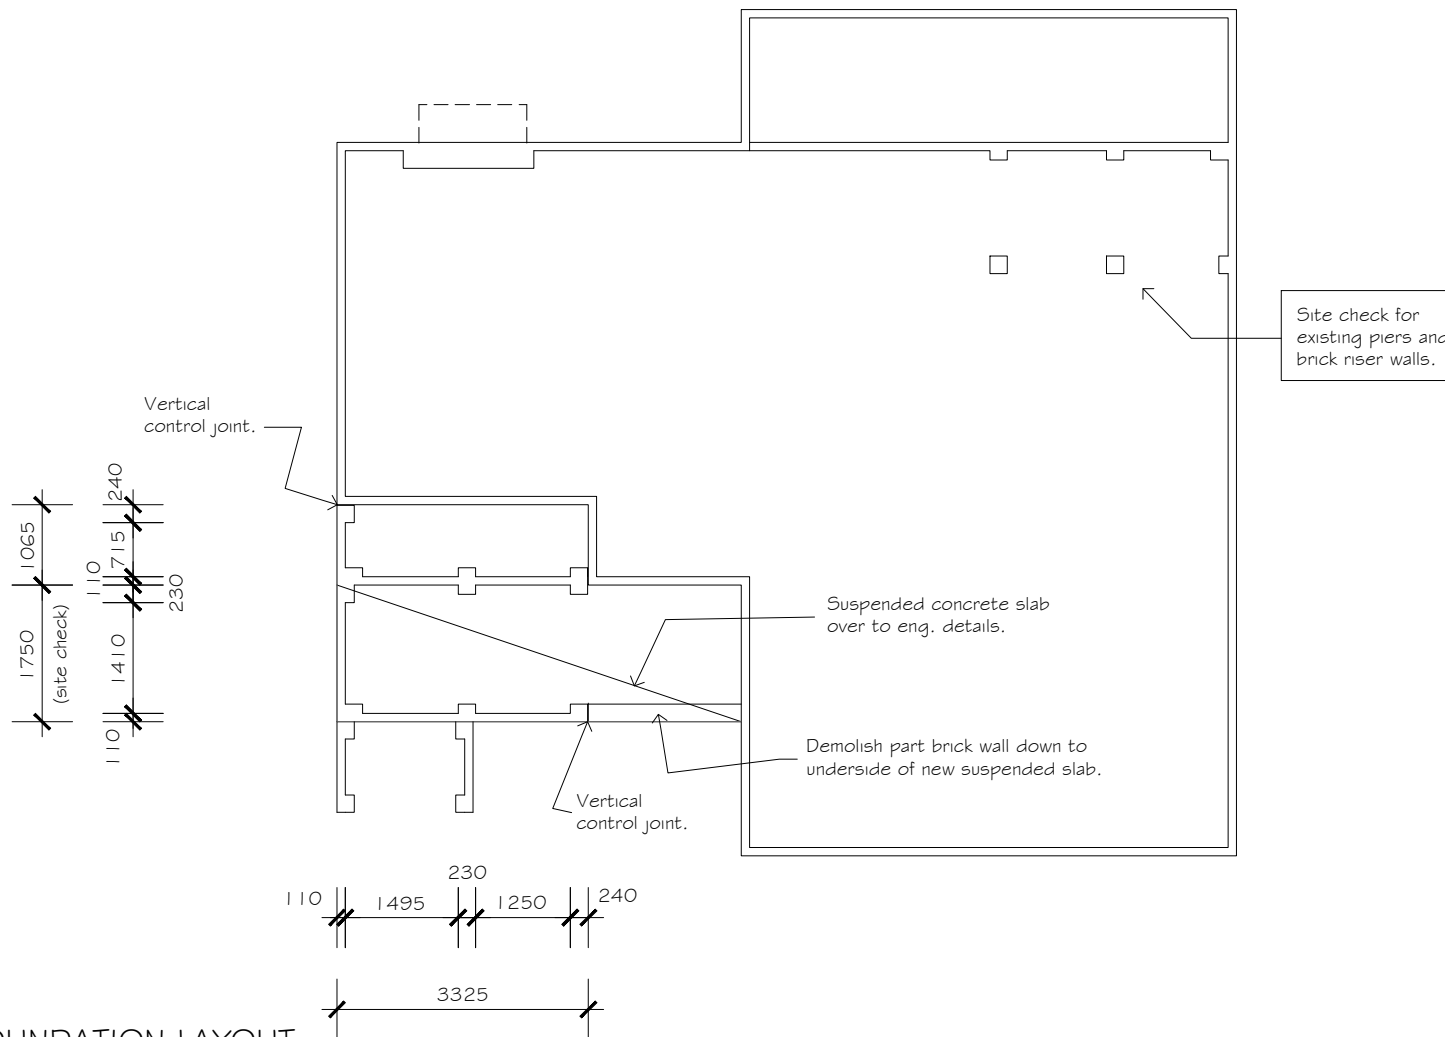 Site check for
existing piers and
brick riser walls.
Vertical
control joint.
240
1065
715
110
230
1750
(site check)
1410
110
Suspended concrete slab
over to eng. details.
Demolish part brick wall down to
underside of new suspended slab.
Vertical
control joint.
230
110
1495
1250
240
3325
OUNDATION LAYOUT